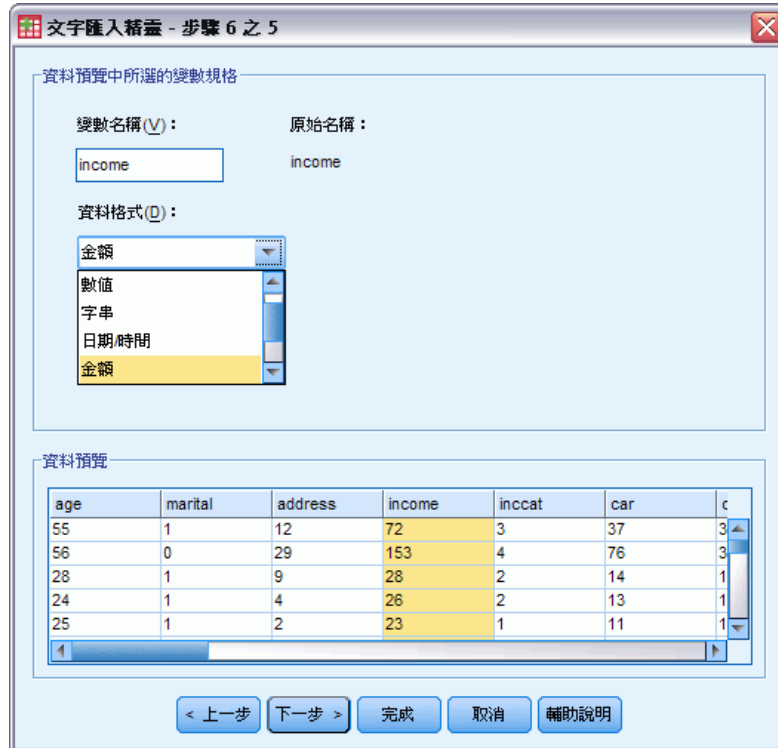 文字匯入精靈 - 步驟 6 之 5
資料預覽中所選的變數規格
變數名稱(V): 原始名稱:
income income
資料格式(D):
金額
數值
字串
日期/時間
金額
資料預覽
age marital address income inccat car c
55 1 12 72 3 37 3
56 0 29 153 4 76 3
28 1 9 28 2 14 1
24 1 4 26 2 13 1
25 1 2 23 1 11 1
< 上一步 下一步 > 完成 取消 輔助說明